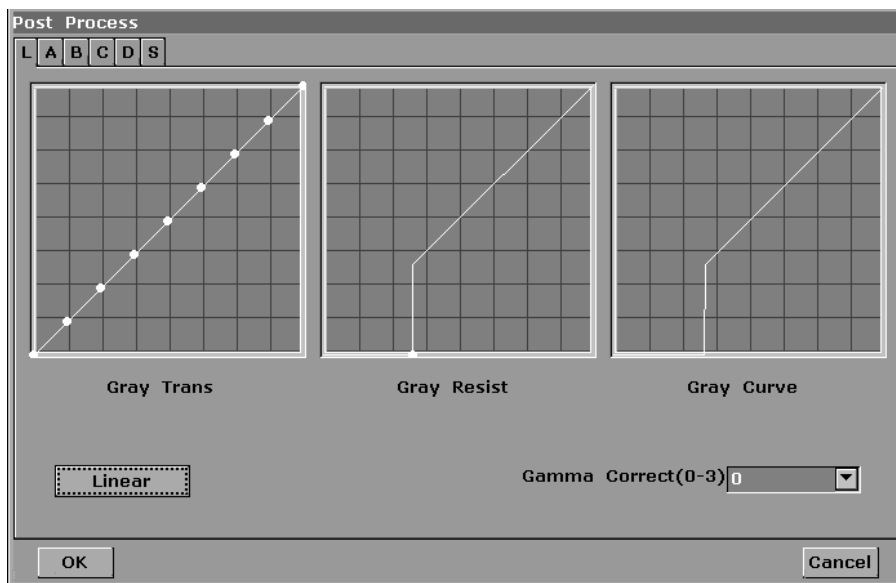 Post Process
L A B C D S
Gray Trans
Gray Resist
Gray Curve
Linear
Gamma Correct(0-3) 0
OK
Cancel